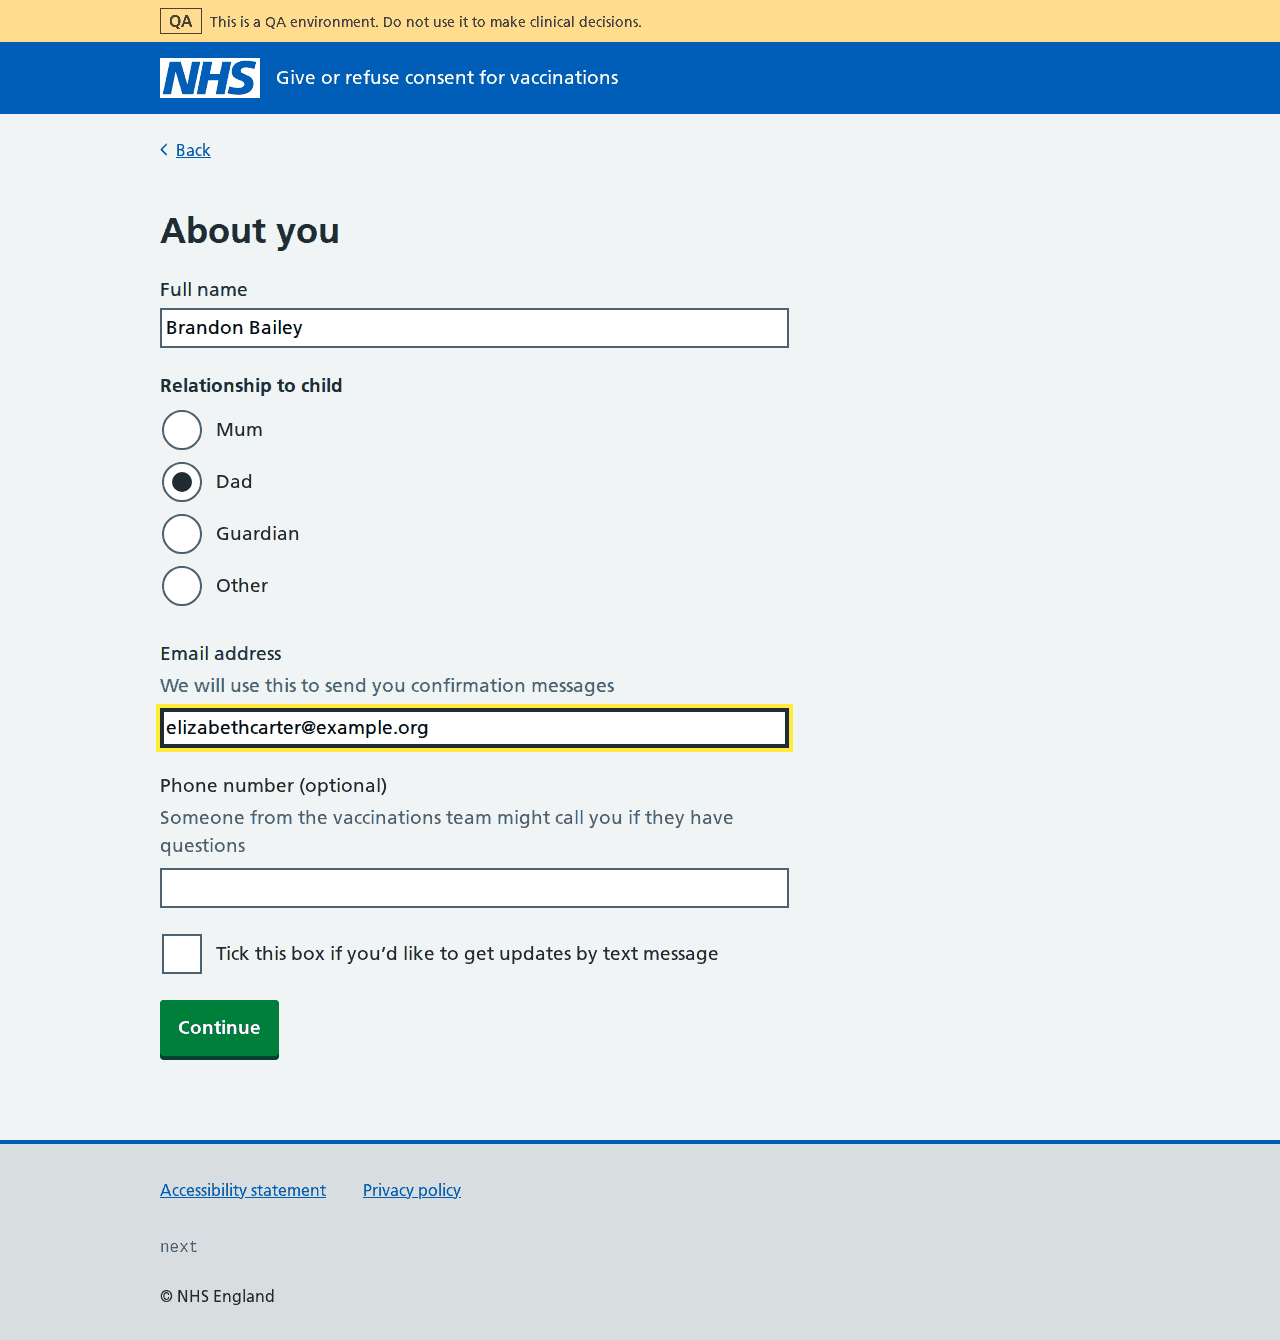 QA This is a QA environment. Do not use it to make clinical decisions.
NHS Give or refuse consent for vaccinations
Back
About you
Full name
Brandon Bailey
Relationship to child
Mum
Dad
Guardian
Other
Email address
We will use this to send you confirmation messages
elizabethcarter@example.org
Phone number (optional)
Someone from the vaccinations team might call you if they have
questions
Tick this box if you’d like to get updates by text message
Continue
Accessibility statement Privacy policy
next
© NHS England